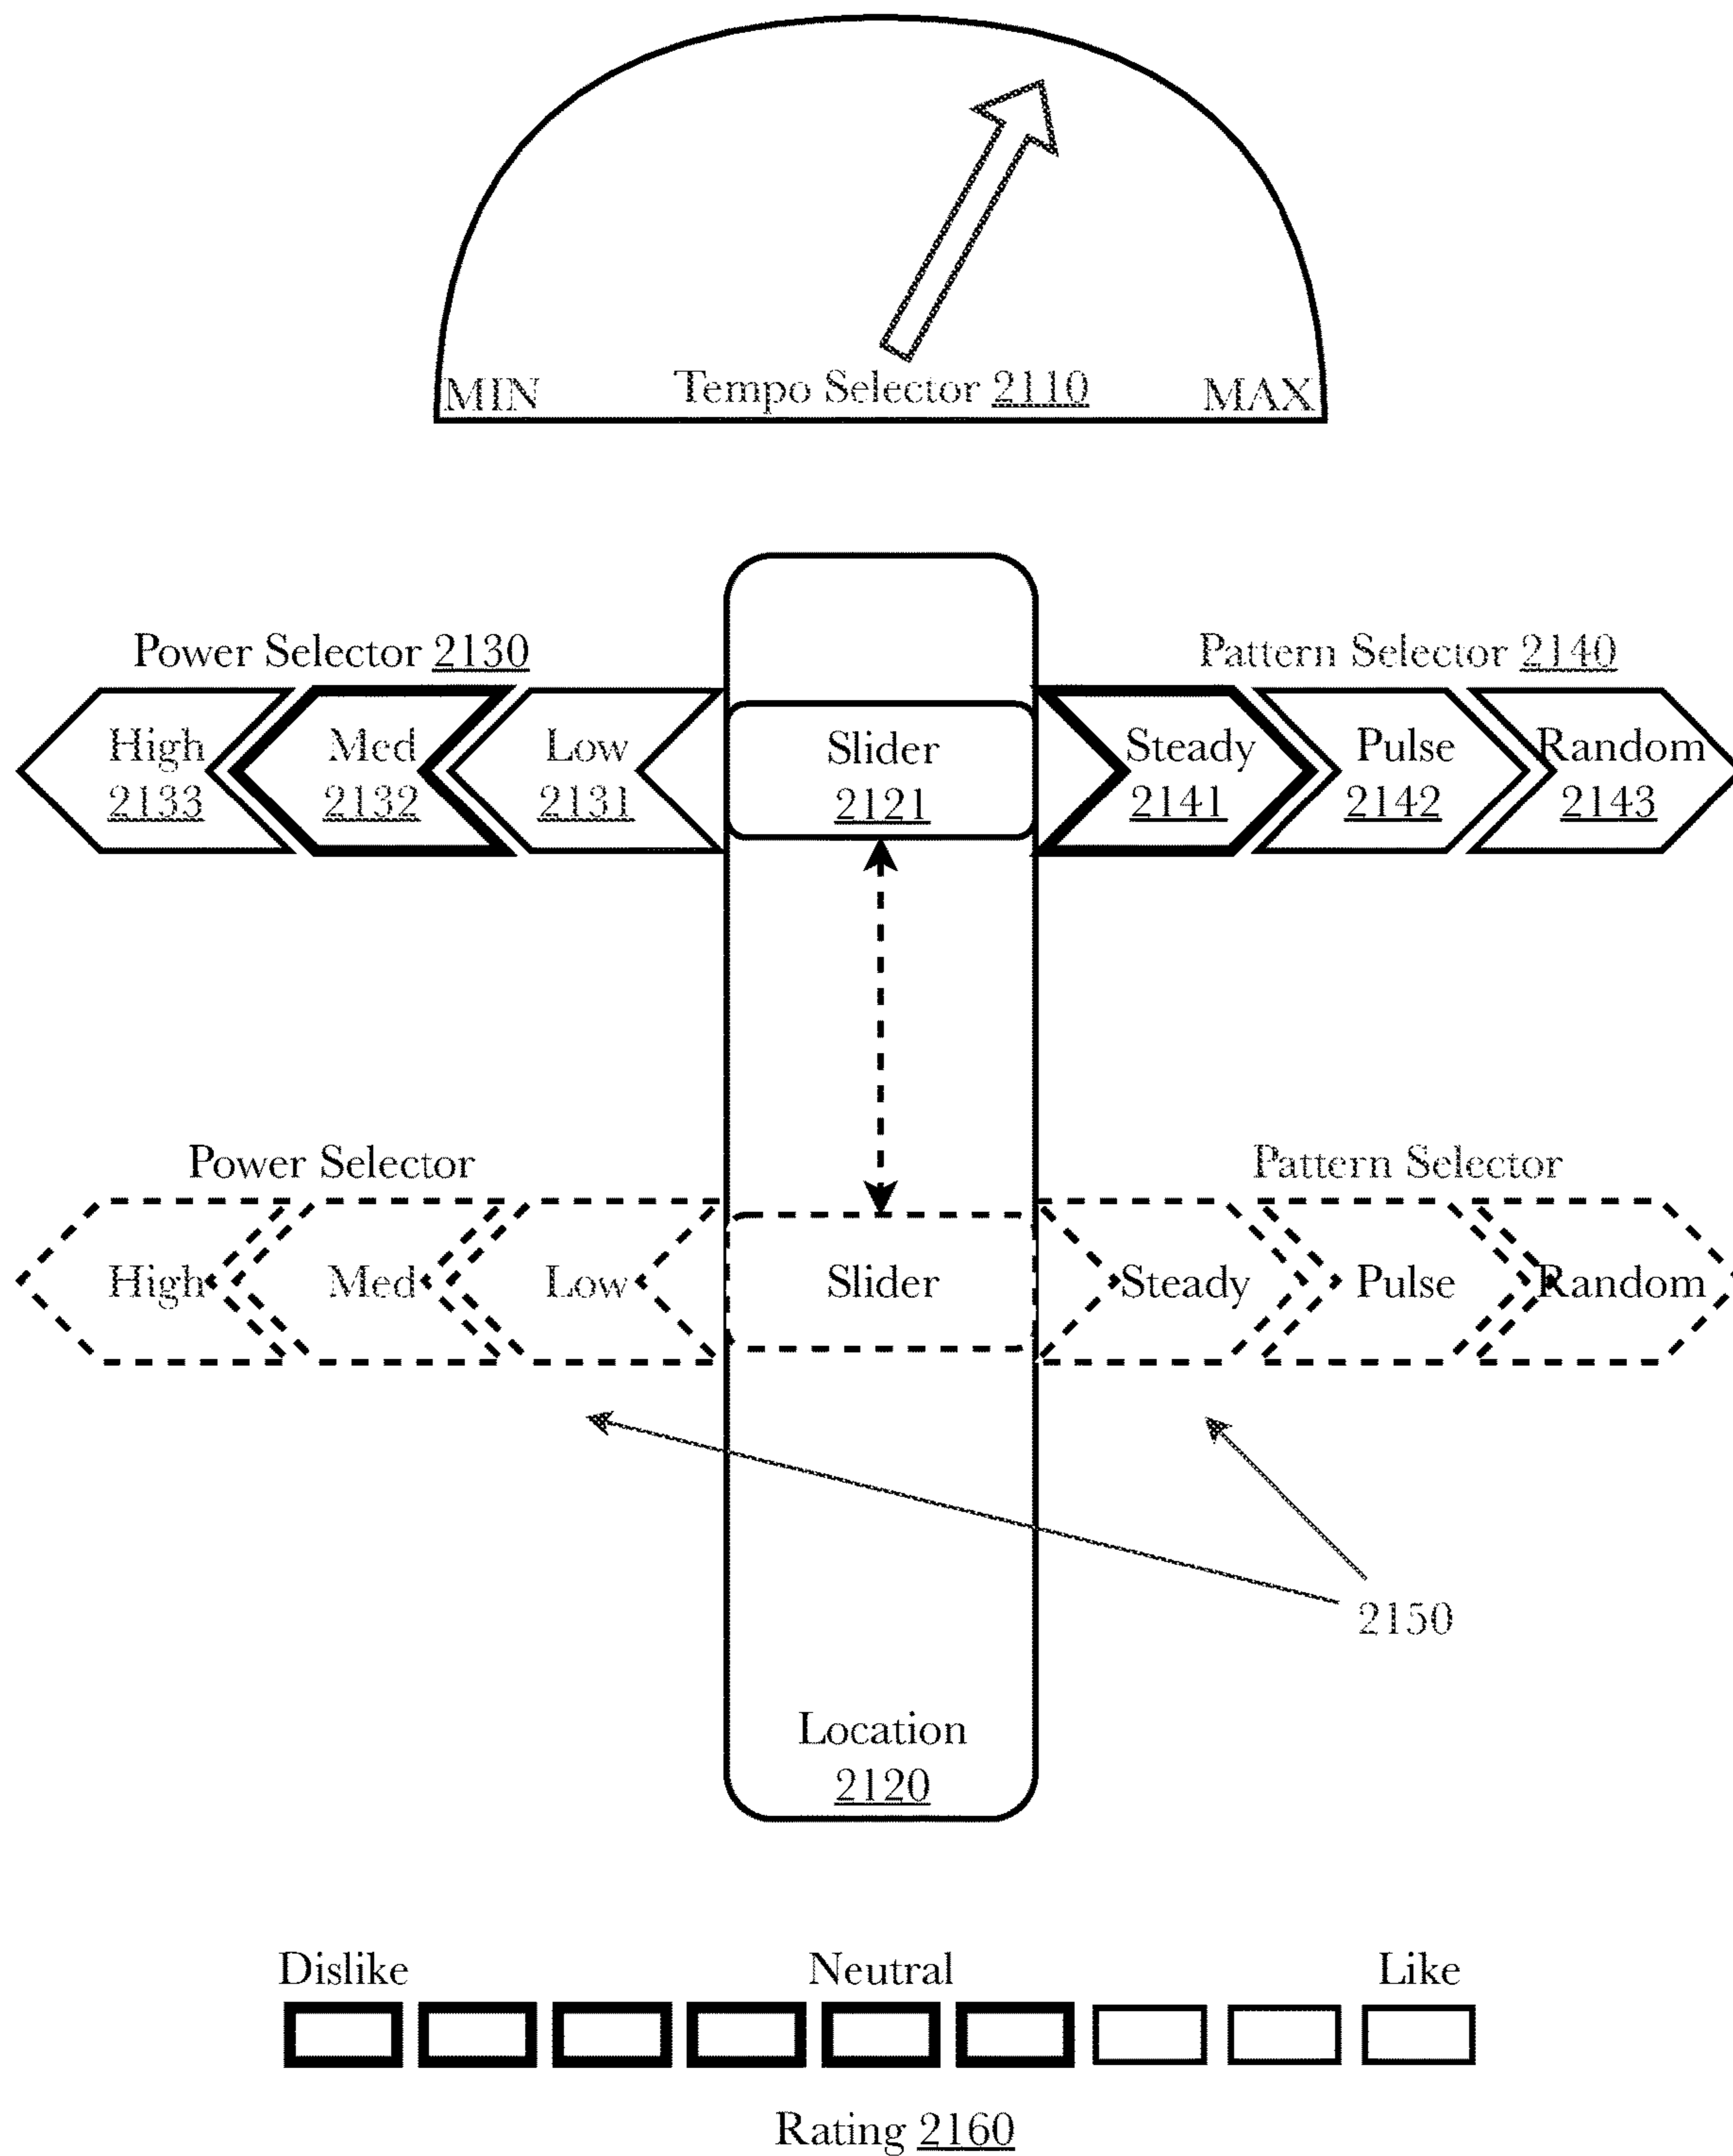 MIN Tempo Selector 2110 MAX
Power Selector 2130 Pattern Selector 2140
High Med Low Slider Steady Pulse Random
2133 2132 2131 2121 2141 2142 2143
Power Selector Pattern Selector
High Med Low Slider Steady Pulse Random
2150
Location
2120
Dislike Neutral Like
Rating 2160